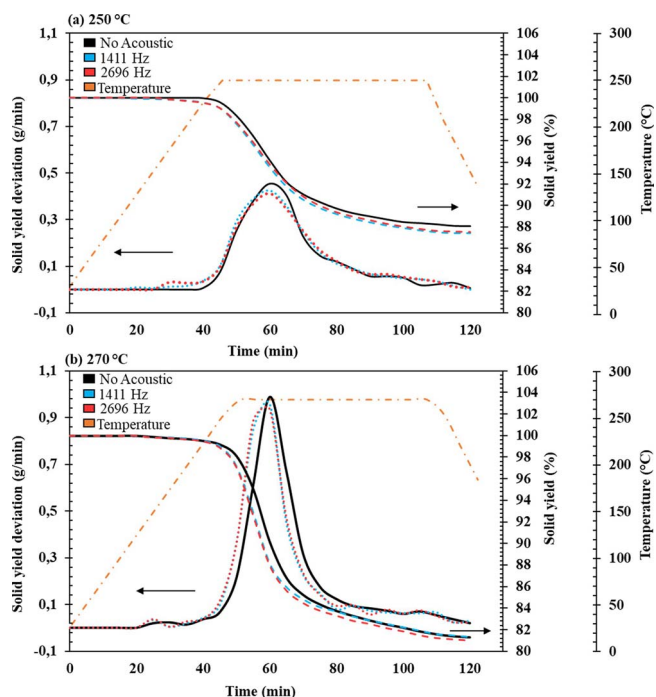 (a) 250 °C
No Acoustic
1411 Hz
2696 Hz
Temperature
Solid yield deviation (g/min)
1,1
0,9
0,7
0,5
0,3
0,1
-0,1
0 20 40 60 80 100 120
Time (min)
106
104
102
100
98
96
94
92
90
88
86
84
82
80
Solid yield (%)
300
250
200
150
100
50
0
Temperature (°C)
(b) 270 °C
No Acoustic
1411 Hz
2696 Hz
Temperature
Solid yield deviation (g/min)
1,1
0,9
0,7
0,5
0,3
0,1
-0,1
0 20 40 60 80 100 120
Time (min)
106
104
102
100
98
96
94
92
90
88
86
84
82
80
Solid yield (%)
300
250
200
150
100
50
0
Temperature (°C)